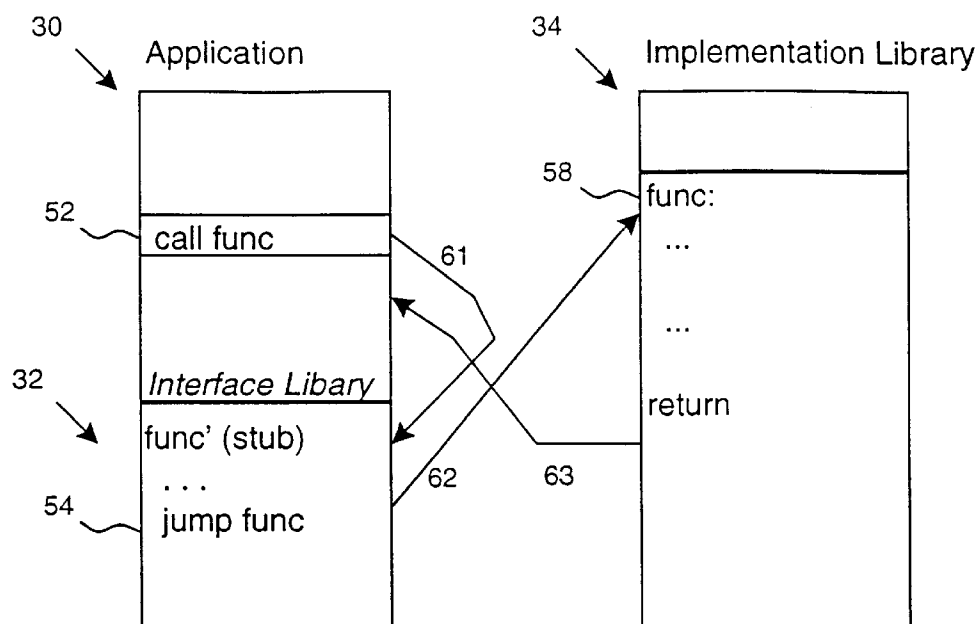 30
Application
34
Implementation Library
58
func:
52
call func
61
...
...
Interface Libary
32
return
func' (stub)
62
63
...
54
jump func